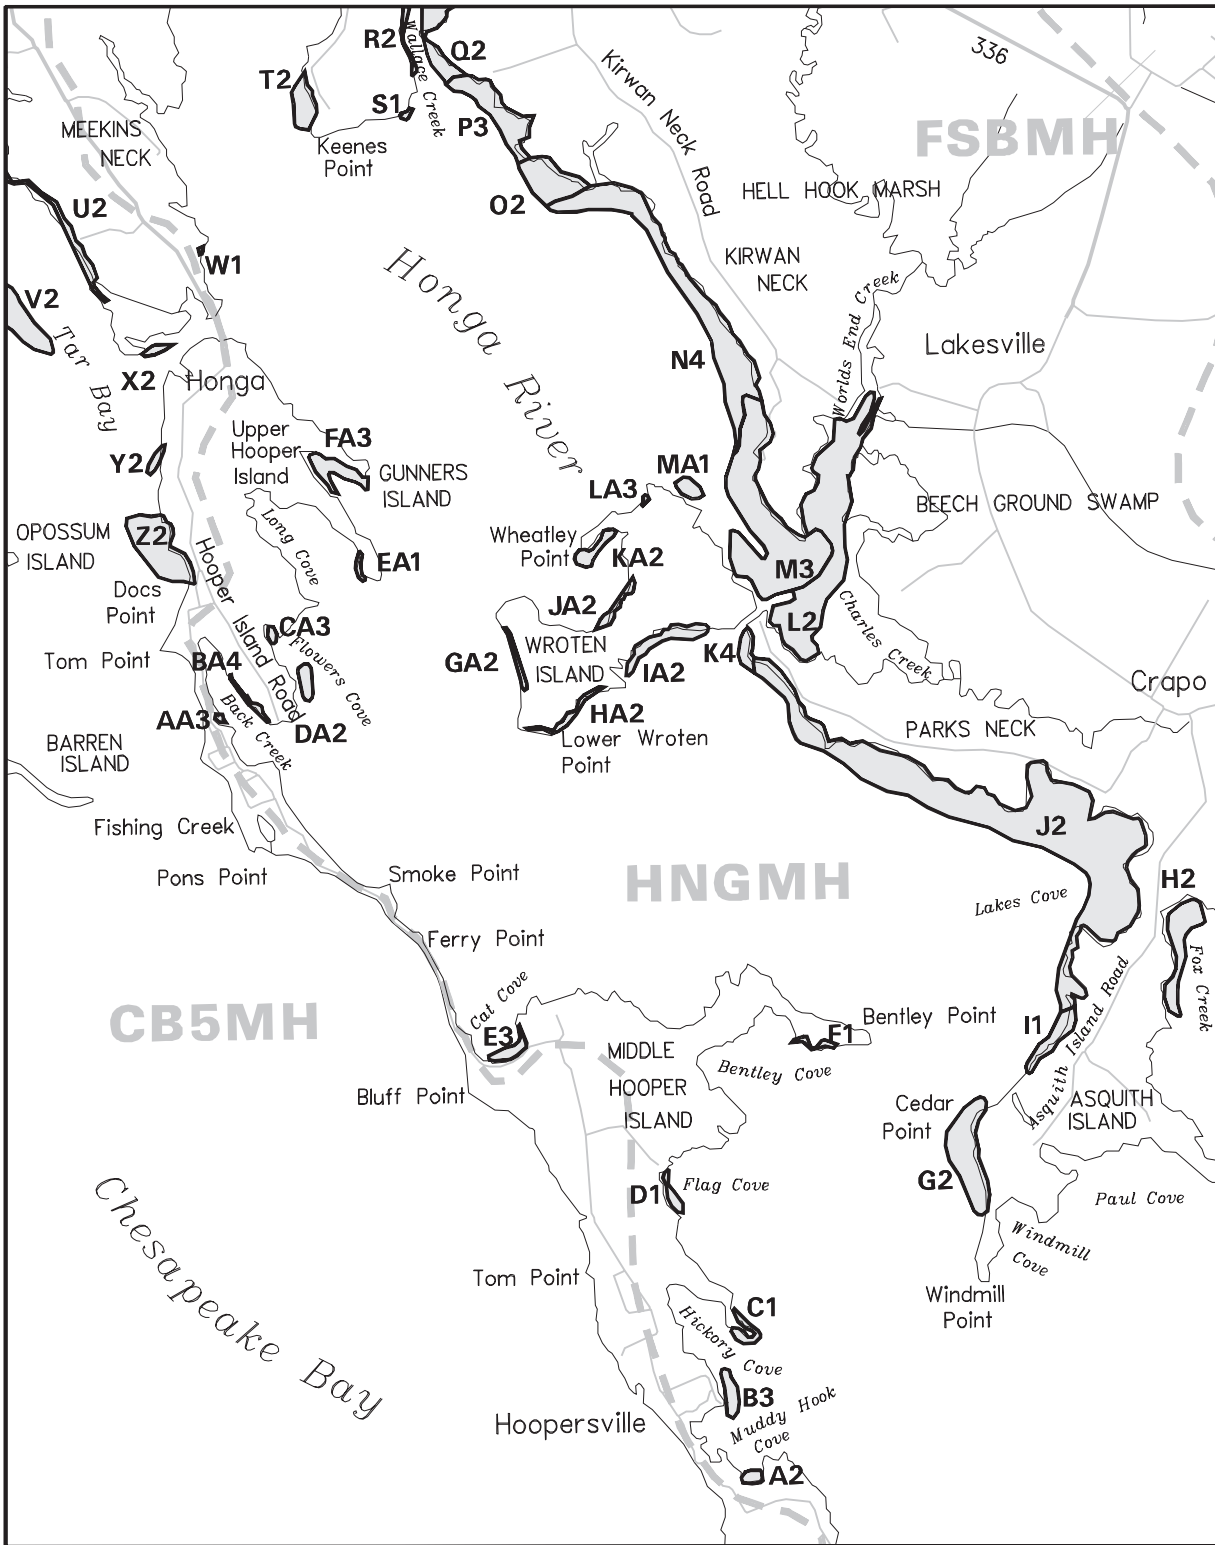 R2
Wallace Creek
Q2
336
T2
S1
P3
Kirwan Neck Road
FSBMH
MEEKINS
NECK
Keenes
Point
HELL HOOK MARSH
U2
O2
W1
Honga River
KIRWAN
NECK
V2
Worlds End Creek
Lakesville
Tar Bay
N4
X2
Honga
Upper
Hooper
Island
FA3
GUNNERS
ISLAND
Y2
MA1
LA3
BEECH GROUND SWAMP
OPOSSUM
ISLAND
Z2
Long Cove
Wheatley
Point
KA2
EA1
M3
Docs
Point
Hooper Island Road
JA2
L2
Charles Creek
CA3
Flowers Cove
Tom Point
BA4
GA2
WROTEN
ISLAND
IA2
K4
Crapo
AA3
Back Creek
DA2
HA2
Lower Wroten
Point
PARKS NECK
BARREN
ISLAND
Fishing Creek
J2
Pons Point
Smoke Point
HNGMH
H2
Lakes Cove
Ferry Point
Fox Creek
Cat Cove
CB5MH
E3
F1
Bentley Point
I1
Asquith Island Road
MIDDLE
HOOPER
ISLAND
Bentley Cove
Bluff Point
Cedar
Point
ASQUITH
ISLAND
G2
D1
Flag Cove
Paul Cove
Chesapeake Bay
Windmill
Cove
Tom Point
Windmill
Point
C1
Hickory Cove
B3
Muddy Hook
Cove
Hoopersville
A2